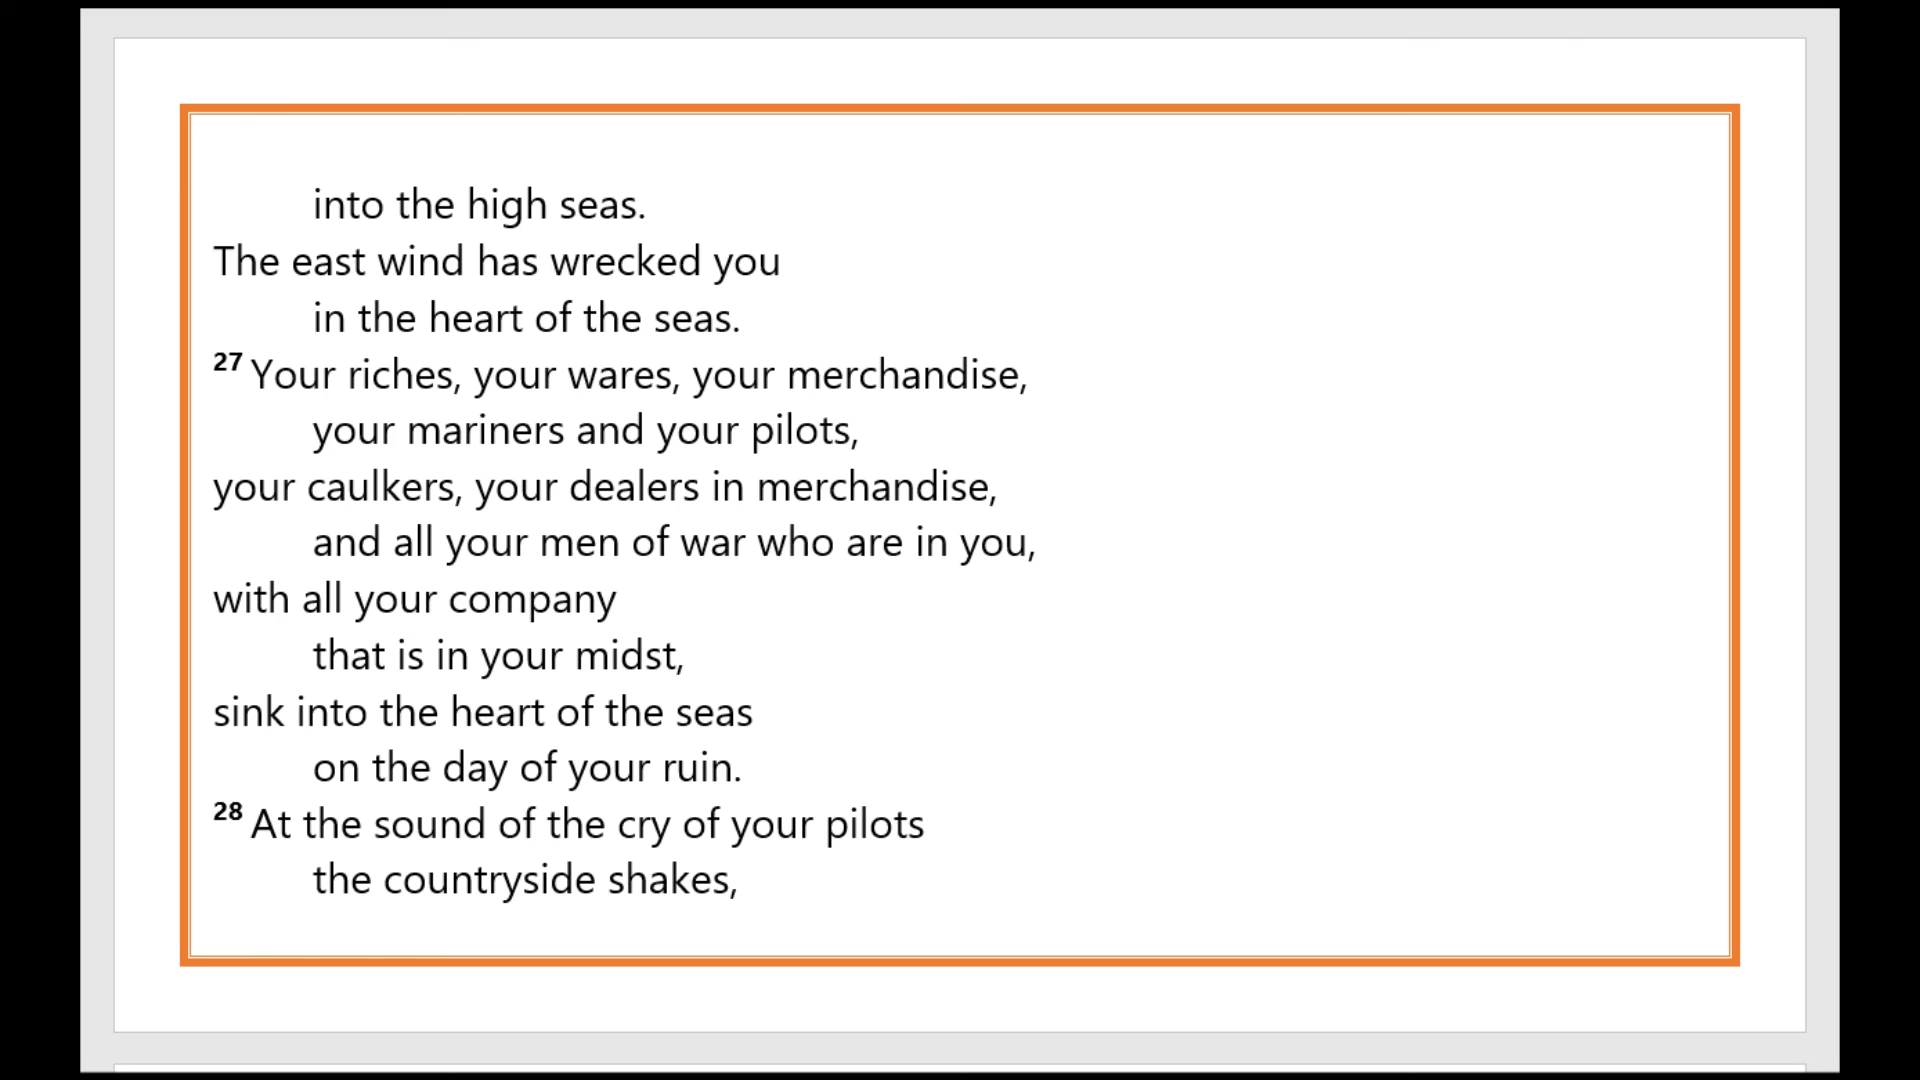 into the high seas.
The east wind has wrecked you
in the heart of the seas.
27 Your riches, your wares, your merchandise,
your mariners and your pilots,
your caulkers, your dealers in merchandise,
and all your men of war who are in you,
with all your company
that is in your midst,
sink into the heart of the seas
on the day of your ruin.
28 At the sound of the cry of your pilots
the countryside shakes,